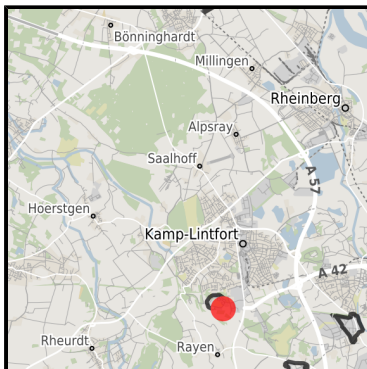 Bönninghardt
Millingen
Rheinberg
Alpsray
Saalhoff
A 57
Hoerstgen
Kamp-Lintfort
A 42
Rheurdt
Rayen